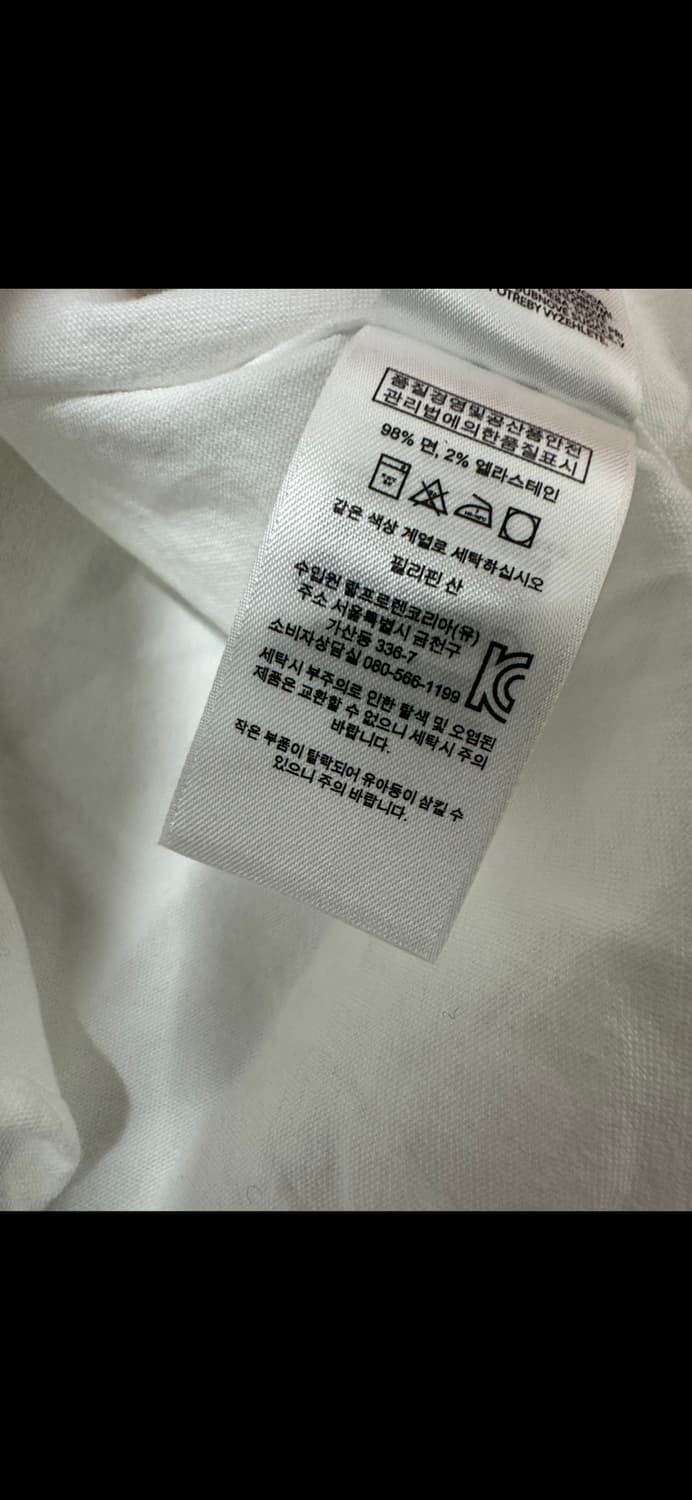 POTREBY VYŽEHLETE.
품질경영및공산품안전
관리법에의한품질표시
98% 면, 2% 엘라스테인
같은 색상 계열로 세탁하십시오
필리핀 산
수입원 랄프로렌코리아(유)
주소 서울특별시 금천구
가산동 336-7
소비자상담실 080-566-1199
세탁시 부주의로 인한 탈색 및 오염된
제품은 교환할 수 없으니 세탁시 주의
바랍니다.
작은 부품이 탈락되어 유아동이 삼킬 수
있으니 주의 바랍니다.